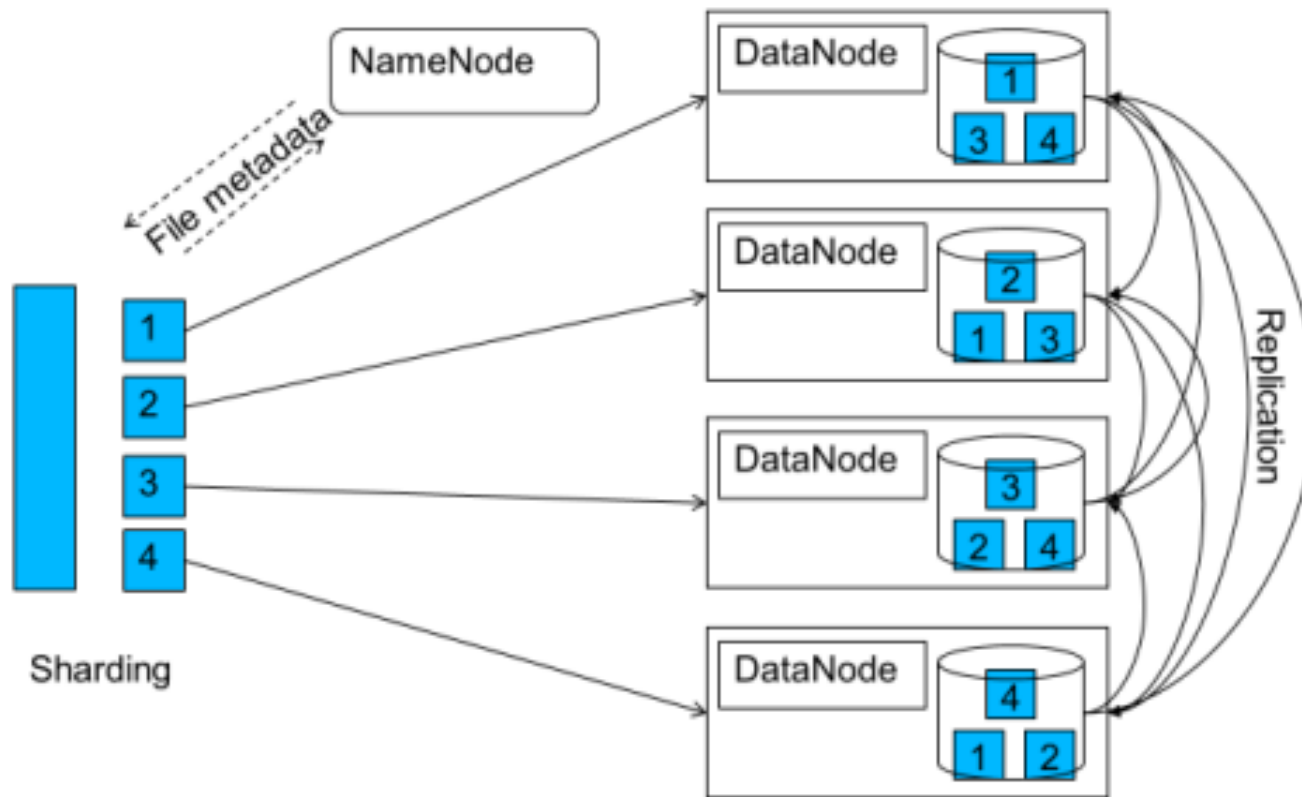 NameNode
File metadata
1
2
3
4
Sharding
DataNode
1
3 4
DataNode
2
1 3
DataNode
3
2 4
DataNode
4
1 2
Replication